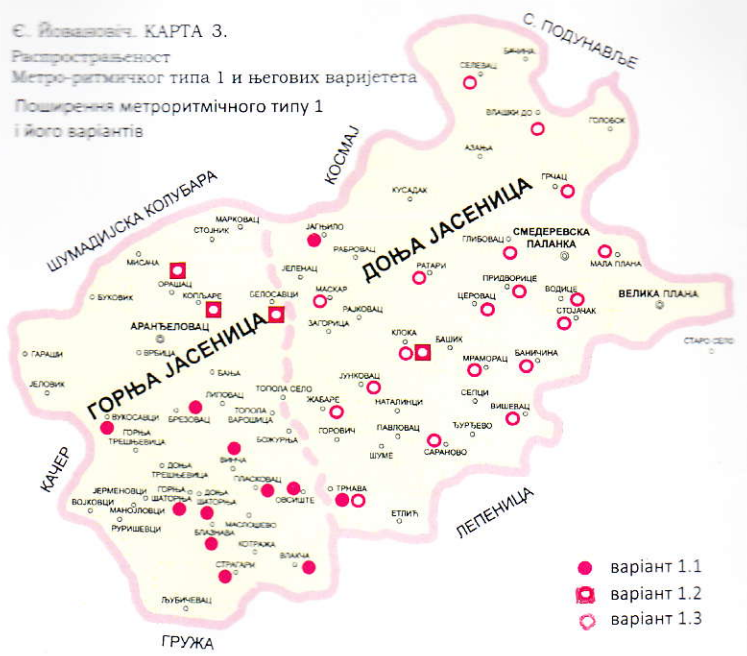 Є. Йовановіч. КАРТА 3.
Распрострањеност
Метро-ритмичког типа 1 и његових варијетета
Поширення метроритмічного типу 1
і його варіантів
С. ПОДУНАВЉЕ
БАЧИНА
СЕЛЕВАЦ
ВЛАШКИ ДО
ГОЛОБОК
АЗАЊА
КОСМАЈ
ГРЧАЦ
КУСАДАК
ШУМАДИЈСКА КОЛУБАРА
МАРКОВАЦ
СТОЈНИК
ЈАГЊИЛО
РАБРОВАЦ
ДОЊА ЈАСЕНИЦА
ГЛИБОВАЦ
СМЕДЕРЕВСКА
ПАЛАНКА
МАЛА ПЛАНА
МИСАЧА
ОРАШАЦ
ЈЕЛЕНАЦ
РАТАРИ
БУКОВИК
КОПЉАРЕ
БЕЛОСАВЦИ
МАСКАР
ПРИДВОРИЦЕ
ВОДИЦЕ
ВЕЛИКА ПЛАНА
РАЈКОВАЦ
ЦЕРОВАЦ
СТОЈАЧАК
АРАНЂЕЛОВАЦ
ЗАГОРИЦА
КЛОКА
БАШИК
СТАРО СЕЛО
ГАРАШИ
ВРБИЦА
ГОРЊА ЈАСЕНИЦА
МРАМОРАЦ
БАНИЧИНА
ЈЕЛОВИК
БАЊА
ЈУНКОВАЦ
ЛИПОВАЦ
ТОПОЛА СЕЛО
ЖАБАРЕ
НАТАЛИНЦИ
СЕПЦИ
ВИШЕВАЦ
ВУКОСАВЦИ
БРЕЗОВАЦ
ТОПОЛА
ВАРОШИЦА
ЂУРЂЕВО
ГОРЊА
ТРЕШЊЕВИЦА
БОЖУРЊА
ГОРОВИЧ
ПАВЛОВАЦ
САРАНОВО
ШУМЕ
КАЧЕР
ВИНЧА
ДОЊА
ТРЕШЊЕВИЦА
ПЛАСКОВАЦ
ОВСИШТЕ
ТРНАВА
ЛЕПЕНИЦА
ЈЕРМЕНОВЦИ
ГОРЊА
ШАТОРЊА
ДОЊА
ШАТОРЊА
ВОЈКОВЦИ
МАНОЈЛОВЦИ
РУРИШЕВЦИ
МАСЛОШЕВО
ЕТЛИЋ
БЛАЗНАВА
КОТРАЖА
СТРАГАРИ
ВЛАКЧА
ЉУБИЧЕВАЦ
ГРУЖА
варіант 1.1
варіант 1.2
варіант 1.3